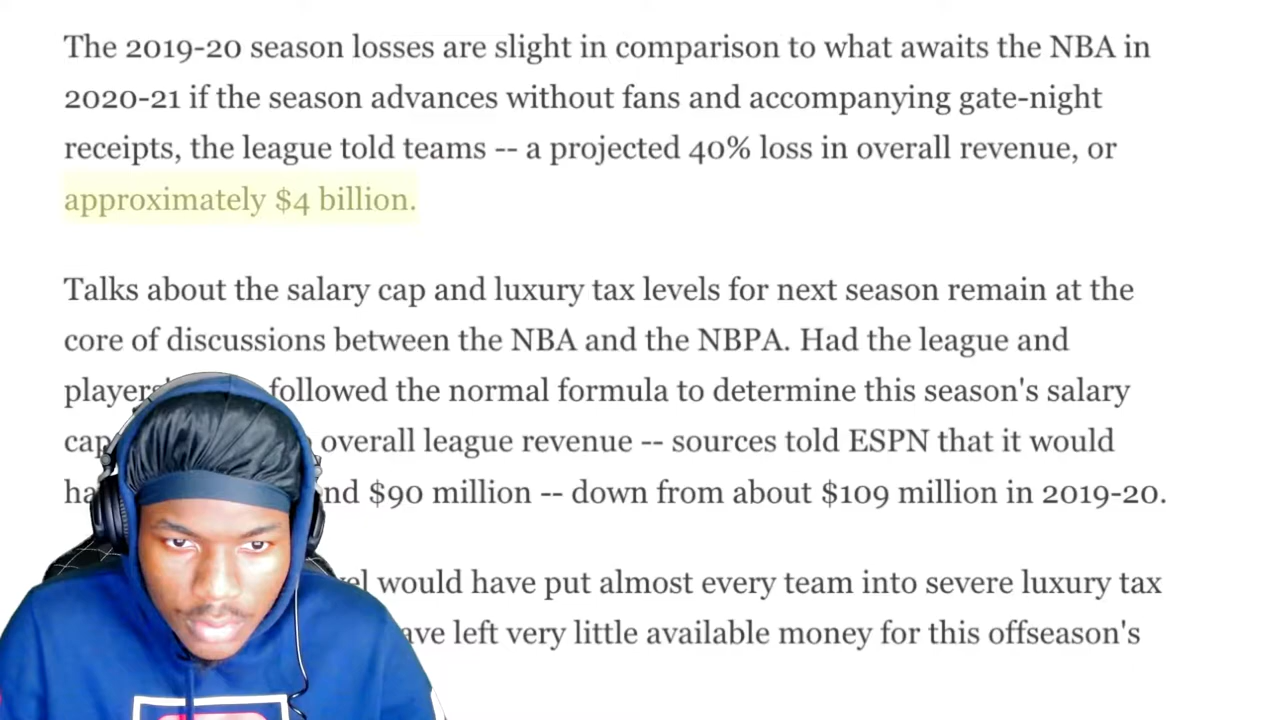 The 2019-20 season losses are slight in comparison to what awaits the NBA in
2020-21 if the season advances without fans and accompanying gate-night
receipts, the league told teams -- a projected 40% loss in overall revenue, or
approximately $4 billion.
Talks about the salary cap and luxury tax levels for next season remain at the
core of discussions between the NBA and the NBPA. Had the league and
followed the normal formula to determine this season's salary
cap overall league revenue -- sources told ESPN that it would
$90 million -- down from about $109 million in 2019-20.
would have put almost every team into severe luxury tax
left very little available money for this offseason's